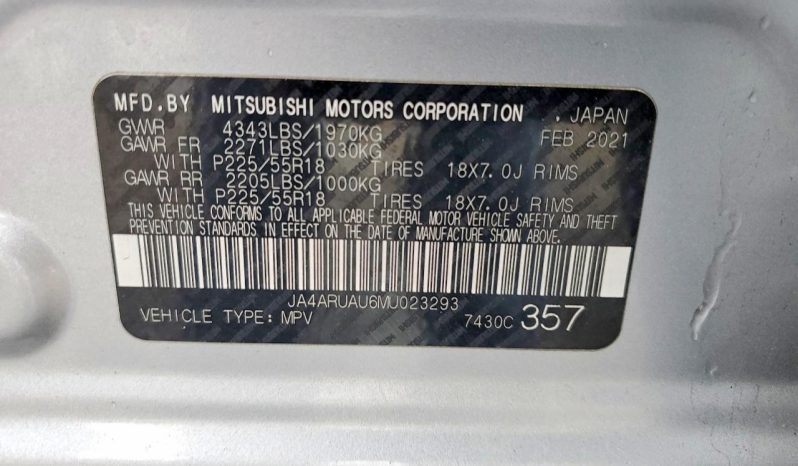 MFD.BY MITSUBISHI MOTORS CORPORATION . JAPAN
GVWR 4343LBS/1970KG FEB 2021
GAWR FR 2271LBS/1030KG
WITH P225/55R18 TIRES 18X7.0J RIMS
GAWR RR 2205LBS/1000KG
WITH P225/55R18 TIRES 18X7.0J RIMS
THIS VEHICLE CONFORMS TO ALL APPLICABLE FEDERAL MOTOR VEHICLE SAFETY AND THEFT
PREVENTION STANDARDS IN EFFECT ON THE DATE OF MANUFACTURE SHOWN ABOVE.
JA4ARUAU6MU023293
VEHICLE TYPE: MPV 7430C 357